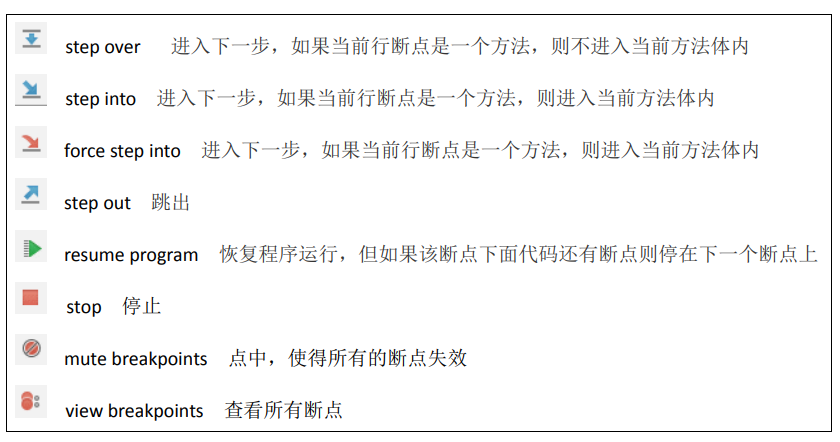 step over 进入下一步，如果当前行断点是一个方法，则不进入当前方法体内
step into 进入下一步，如果当前行断点是一个方法，则进入当前方法体内
force step into 进入下一步，如果当前行断点是一个方法，则进入当前方法体内
step out 跳出
resume program 恢复程序运行，但如果该断点下面代码还有断点则停在下一个断点上
stop 停止
mute breakpoints 点中，使得所有的断点失效
view breakpoints 查看所有断点